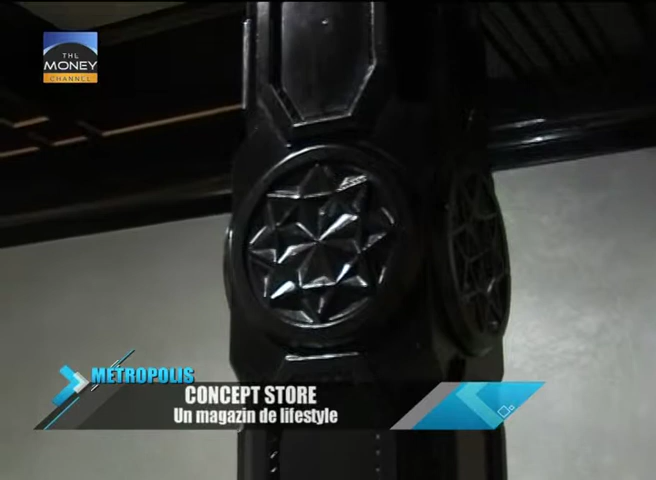 THE
MONEY
CHANNEL
METROPOLIS
CONCEPT STORE
Un magazin de lifestyle